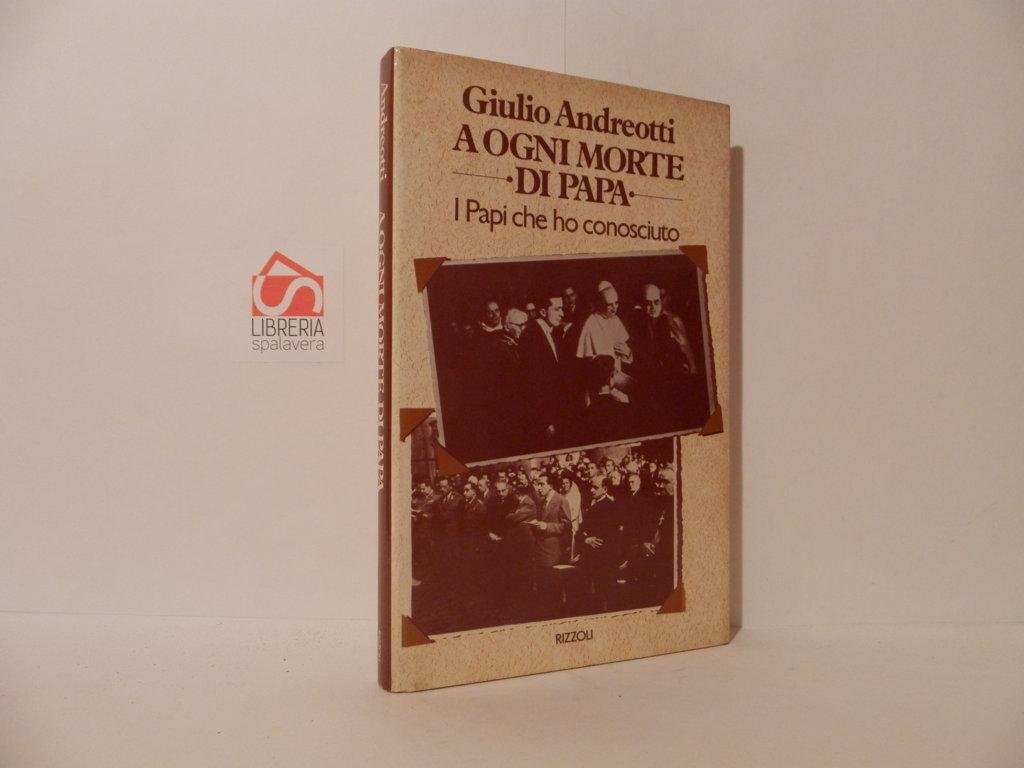 Giulio Andreotti
A OGNI MORTE
DI PAPA
I Papi che ho conosciuto
RIZZOLI
Andreotti
A OGNI MORTE DI PAPA
LIBRERIA
spalavera